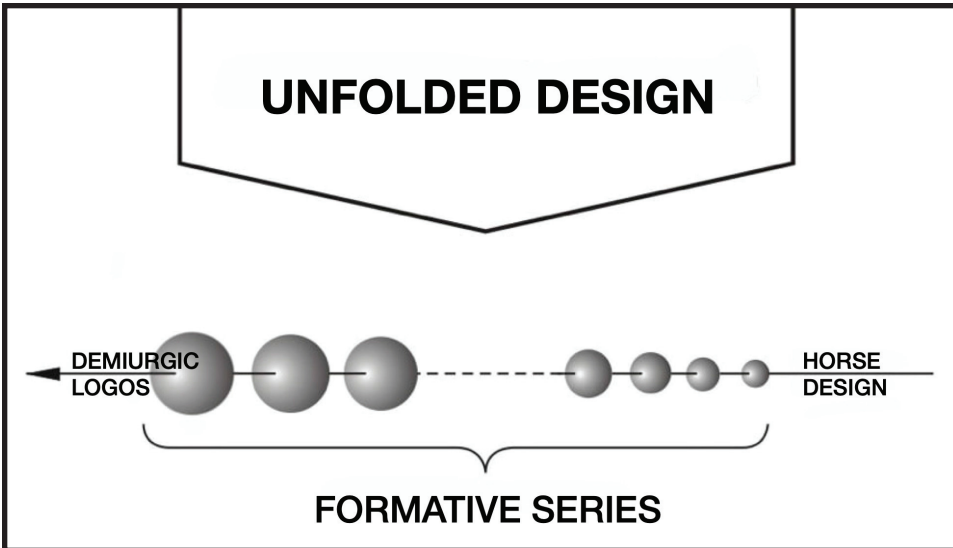 UNFOLDED DESIGN
DEMIURGIC
LOGOS
HORSE
DESIGN
FORMATIVE SERIES